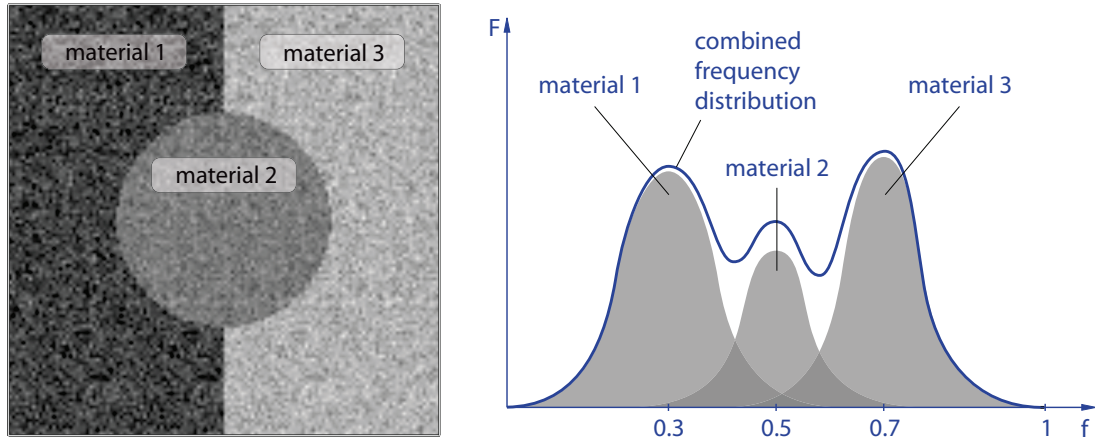 material 1
material 3
material 2
F
combined
frequency
distribution
material 1
material 3
material 2
0.3
0.5
0.7
1
f